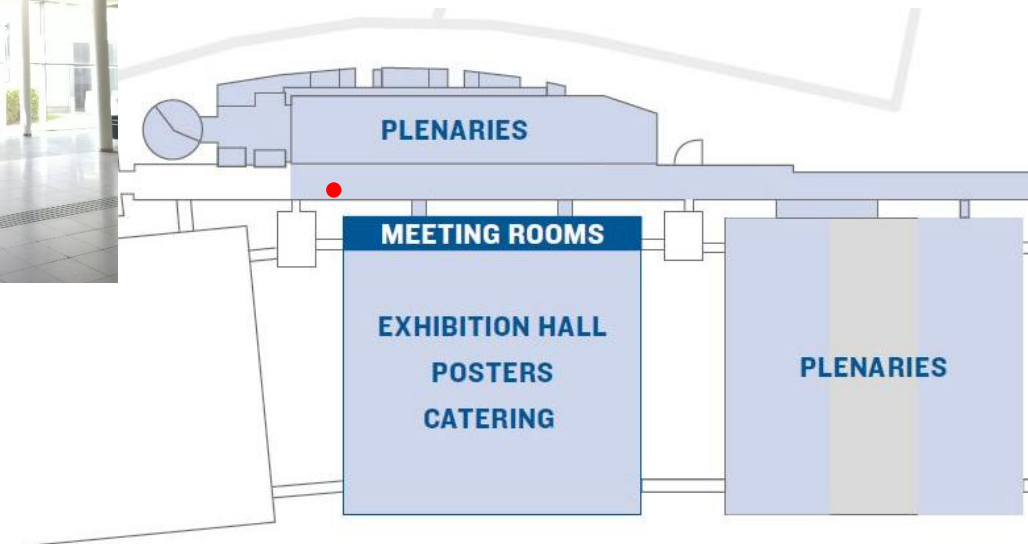 PLENARIES
MEETING ROOMS
EXHIBITION HALL
POSTERS
CATERING
PLENARIES